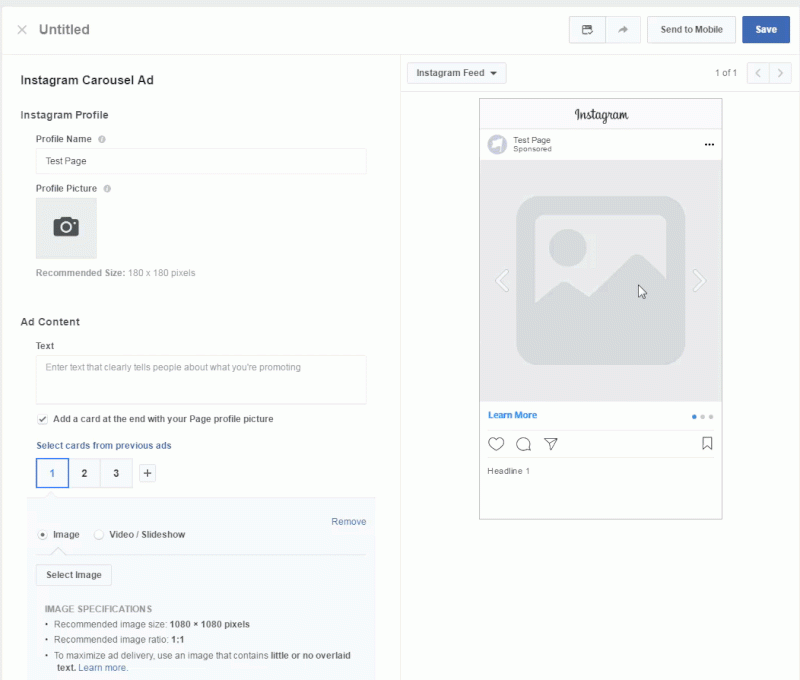 Untitled
Send to Mobile
Save
Instagram Carousel Ad
Instagram Profile
Profile Name
Test Page
Profile Picture
Recommended Size: 180 x 180 pixels
Ad Content
Text
Enter text that clearly tells people about what you're promoting
Add a card at the end with your Page profile picture
Select cards from previous ads
1 2 3 +
Remove
Image Video / Slideshow
Select Image
IMAGE SPECIFICATIONS
• Recommended image size: 1080 × 1080 pixels
• Recommended image ratio: 1:1
• To maximize ad delivery, use an image that contains little or no overlaid
text. Learn more.
Instagram Feed
1 of 1
Instagram
Test Page
Sponsored
Learn More
Headline 1